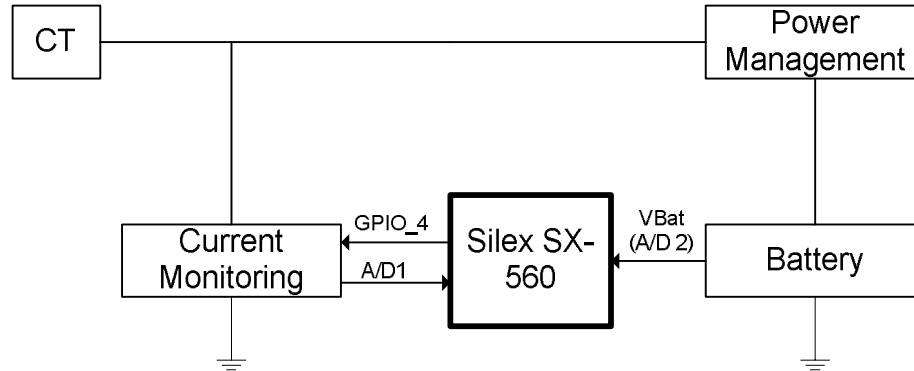 CT
Power
Management
GPIO_4
Current
Monitoring
A/D1
Silex SX-
560
VBat
(A/D 2)
Battery